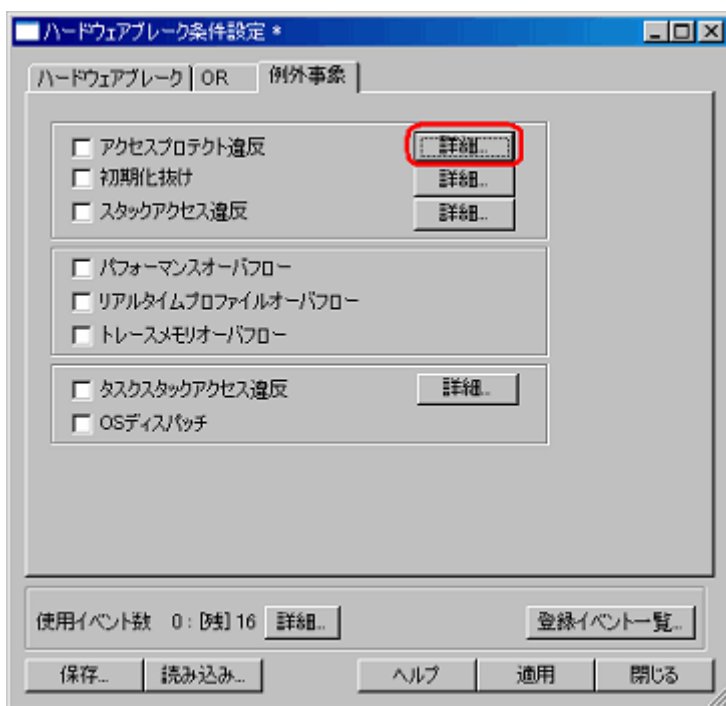 ハードウェアブレーク条件設定 *
ハードウェアブレーク OR 例外事象
アクセスプロテクト違反 詳細...
初期化抜け 詳細...
スタックアクセス違反 詳細...
パフォーマンスオーバフロー
リアルタイムプロファイルオーバフロー
トレースメモリオーバフロー
タスクスタックアクセス違反 詳細...
OSディスパッチ
使用イベント数 0 : [残] 16 詳細... 登録イベント一覧...
保存... 読み込み... ヘルプ 適用 閉じる